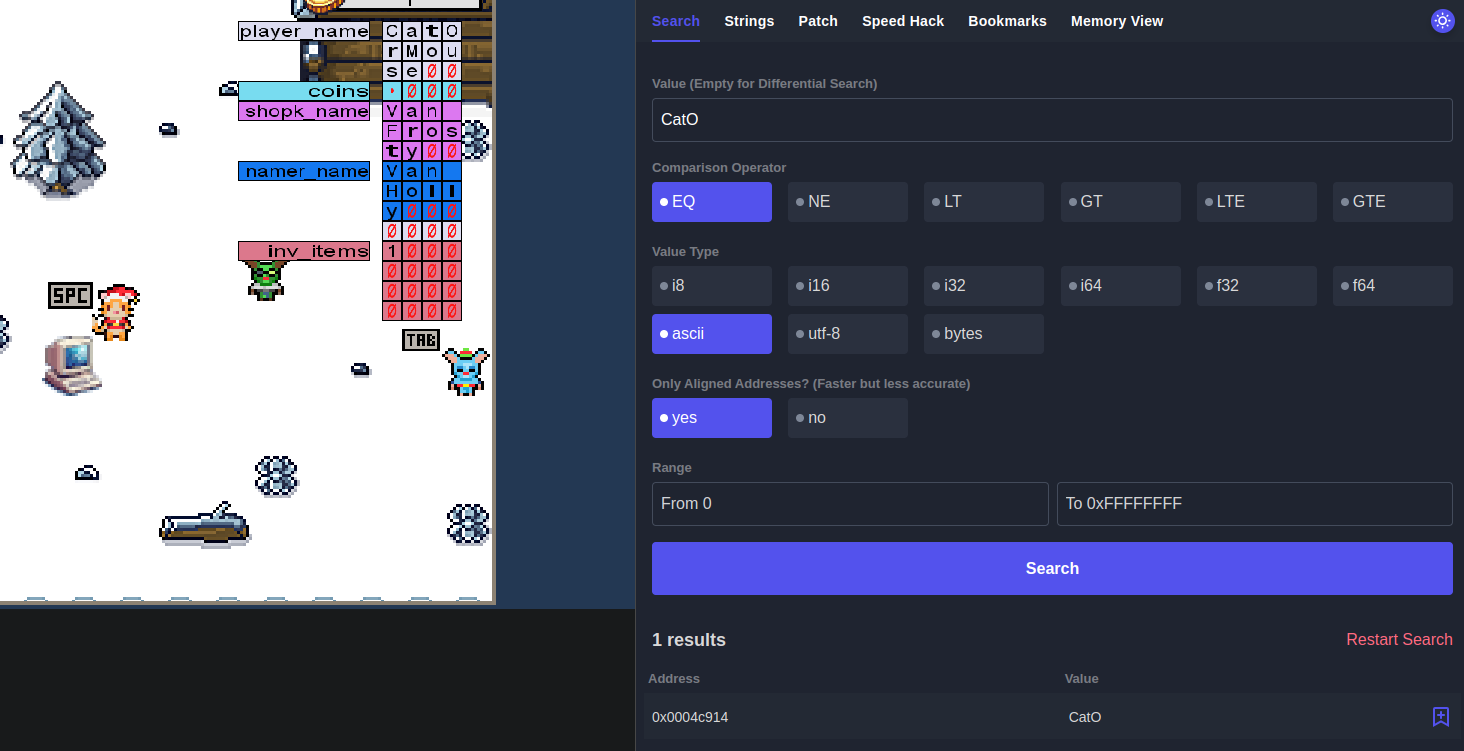 player_name C a t O
r M o u
s e 0 0
coins 0 0 0
shopk_name V a n
F r o s
t y 0 0
namer_name V a n
H o l l
y 0 0 0
0 0 0 0
inv_items 1 0 0 0
0 0 0 0
0 0 0 0
0 0 0 0
SPC
TAB
Search Strings Patch Speed Hack Bookmarks Memory View
Value (Empty for Differential Search)
CatO
Comparison Operator
EQ NE LT GT LTE GTE
Value Type
i8 i16 i32 i64 f32 f64
ascii utf-8 bytes
Only Aligned Addresses? (Faster but less accurate)
yes no
Range
From 0 To 0xFFFFFFFF
Search
1 results Restart Search
Address Value
0x0004c914 CatO